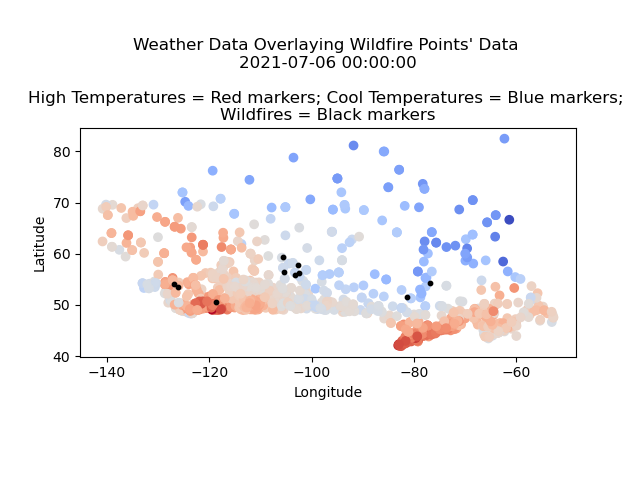 Weather Data Overlaying Wildfire Points' Data
2021-07-06 00:00:00
High Temperatures = Red markers; Cool Temperatures = Blue markers;
Wildfires = Black markers
80
70
60
50
40
Latitude
−140
−120
−100
−80
−60
Longitude